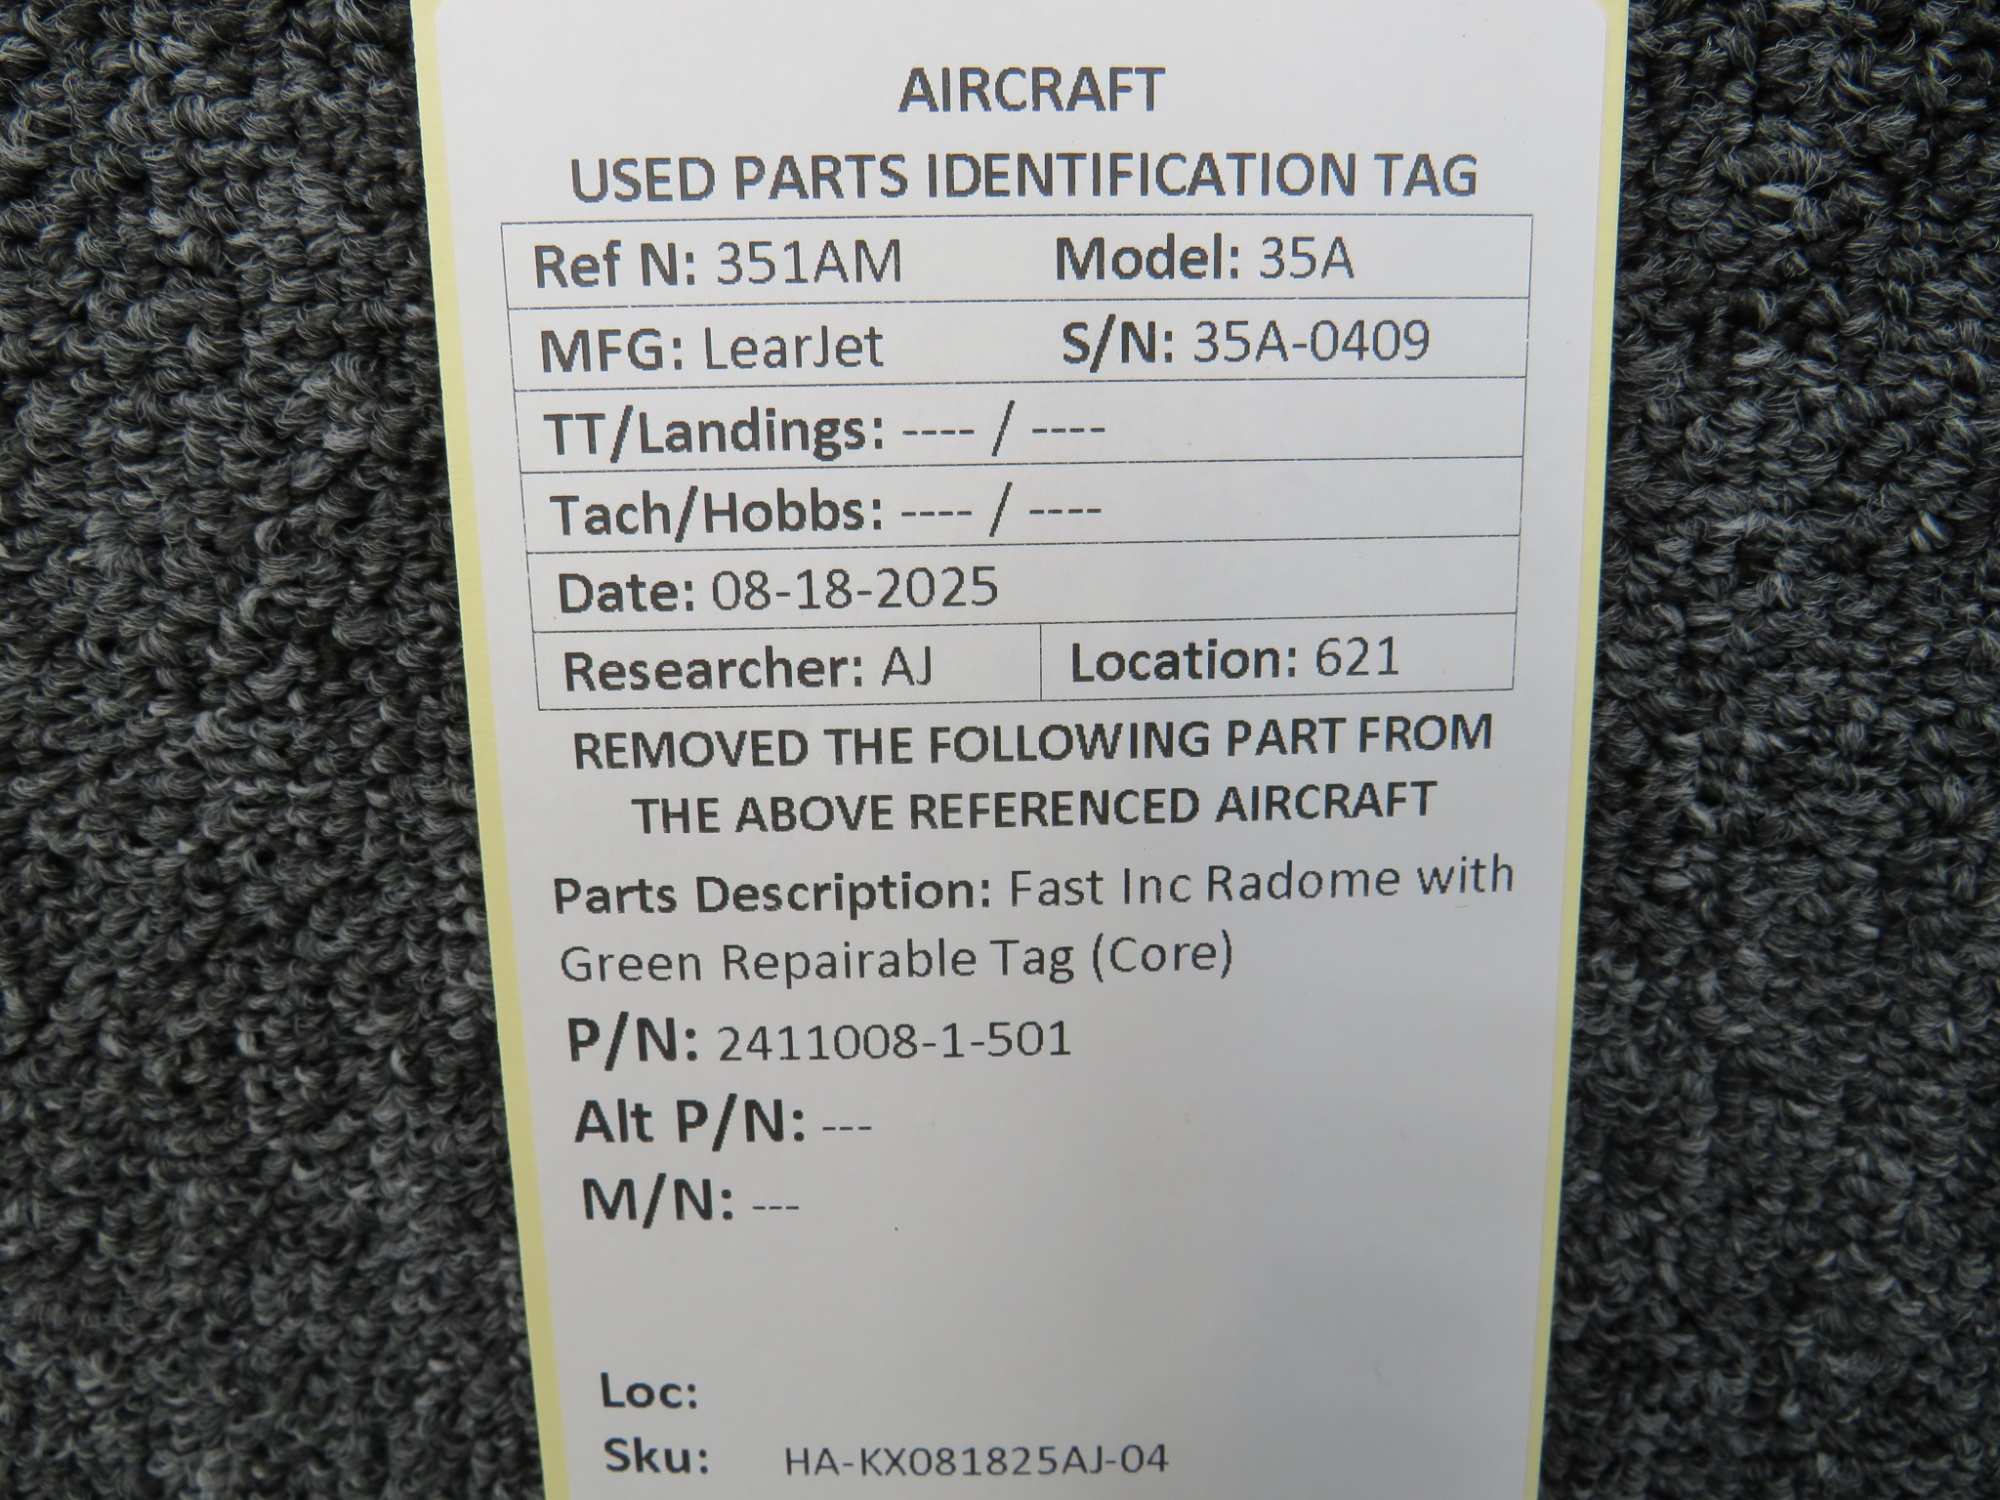 AIRCRAFT
USED PARTS IDENTIFICATION TAG
Ref N: 351AM Model: 35A
MFG: LearJet S/N: 35A-0409
TT/Landings: ---- / ----
Tach/Hobbs: ---- / ----
Date: 08-18-2025
Researcher: AJ Location: 621
REMOVED THE FOLLOWING PART FROM
THE ABOVE REFERENCED AIRCRAFT
Parts Description: Fast Inc Radome with
Green Repairable Tag (Core)
P/N: 2411008-1-501
Alt P/N: ---
M/N: ---
Loc:
Sku: HA-KX081825AJ-04